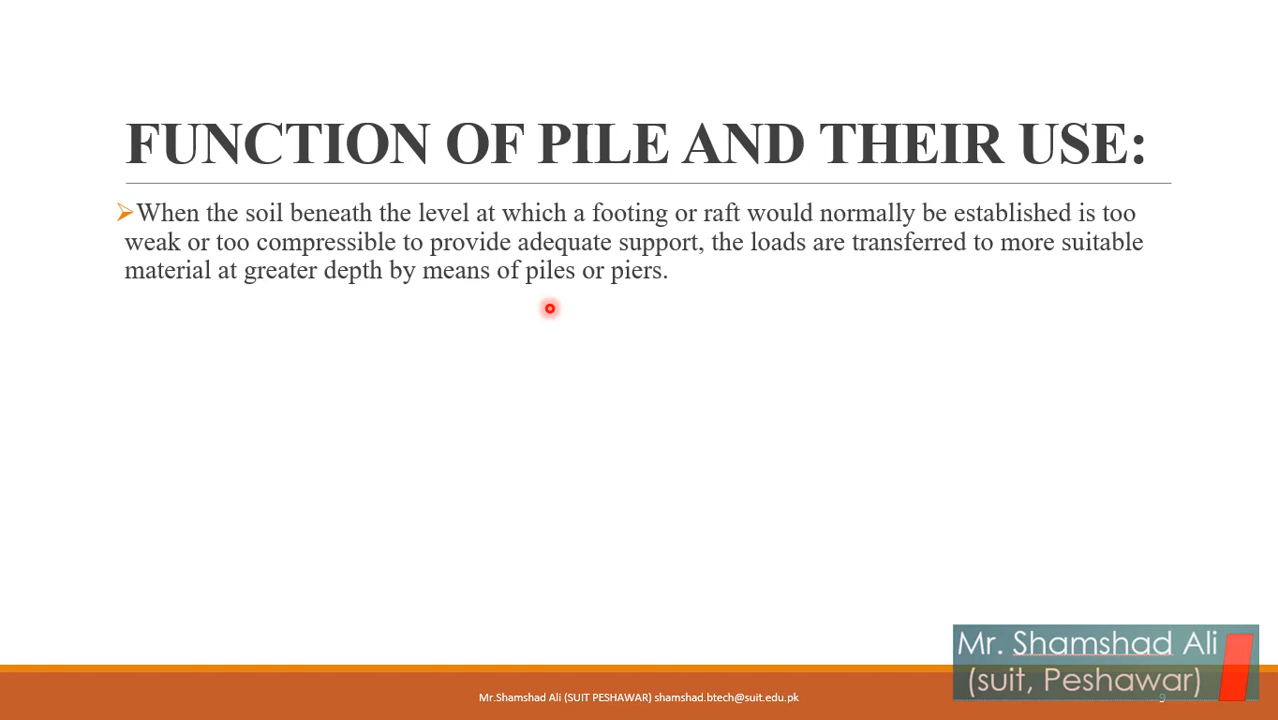 FUNCTION OF PILE AND THEIR USE:
When the soil beneath the level at which a footing or raft would normally be established is too
weak or too compressible to provide adequate support, the loads are transferred to more suitable
material at greater depth by means of piles or piers.
Mr. Shamshad Ali
(suit, Peshawar)
Mr.Shamshad Ali (SUIT PESHAWAR) shamshad.btech@suit.edu.pk
9